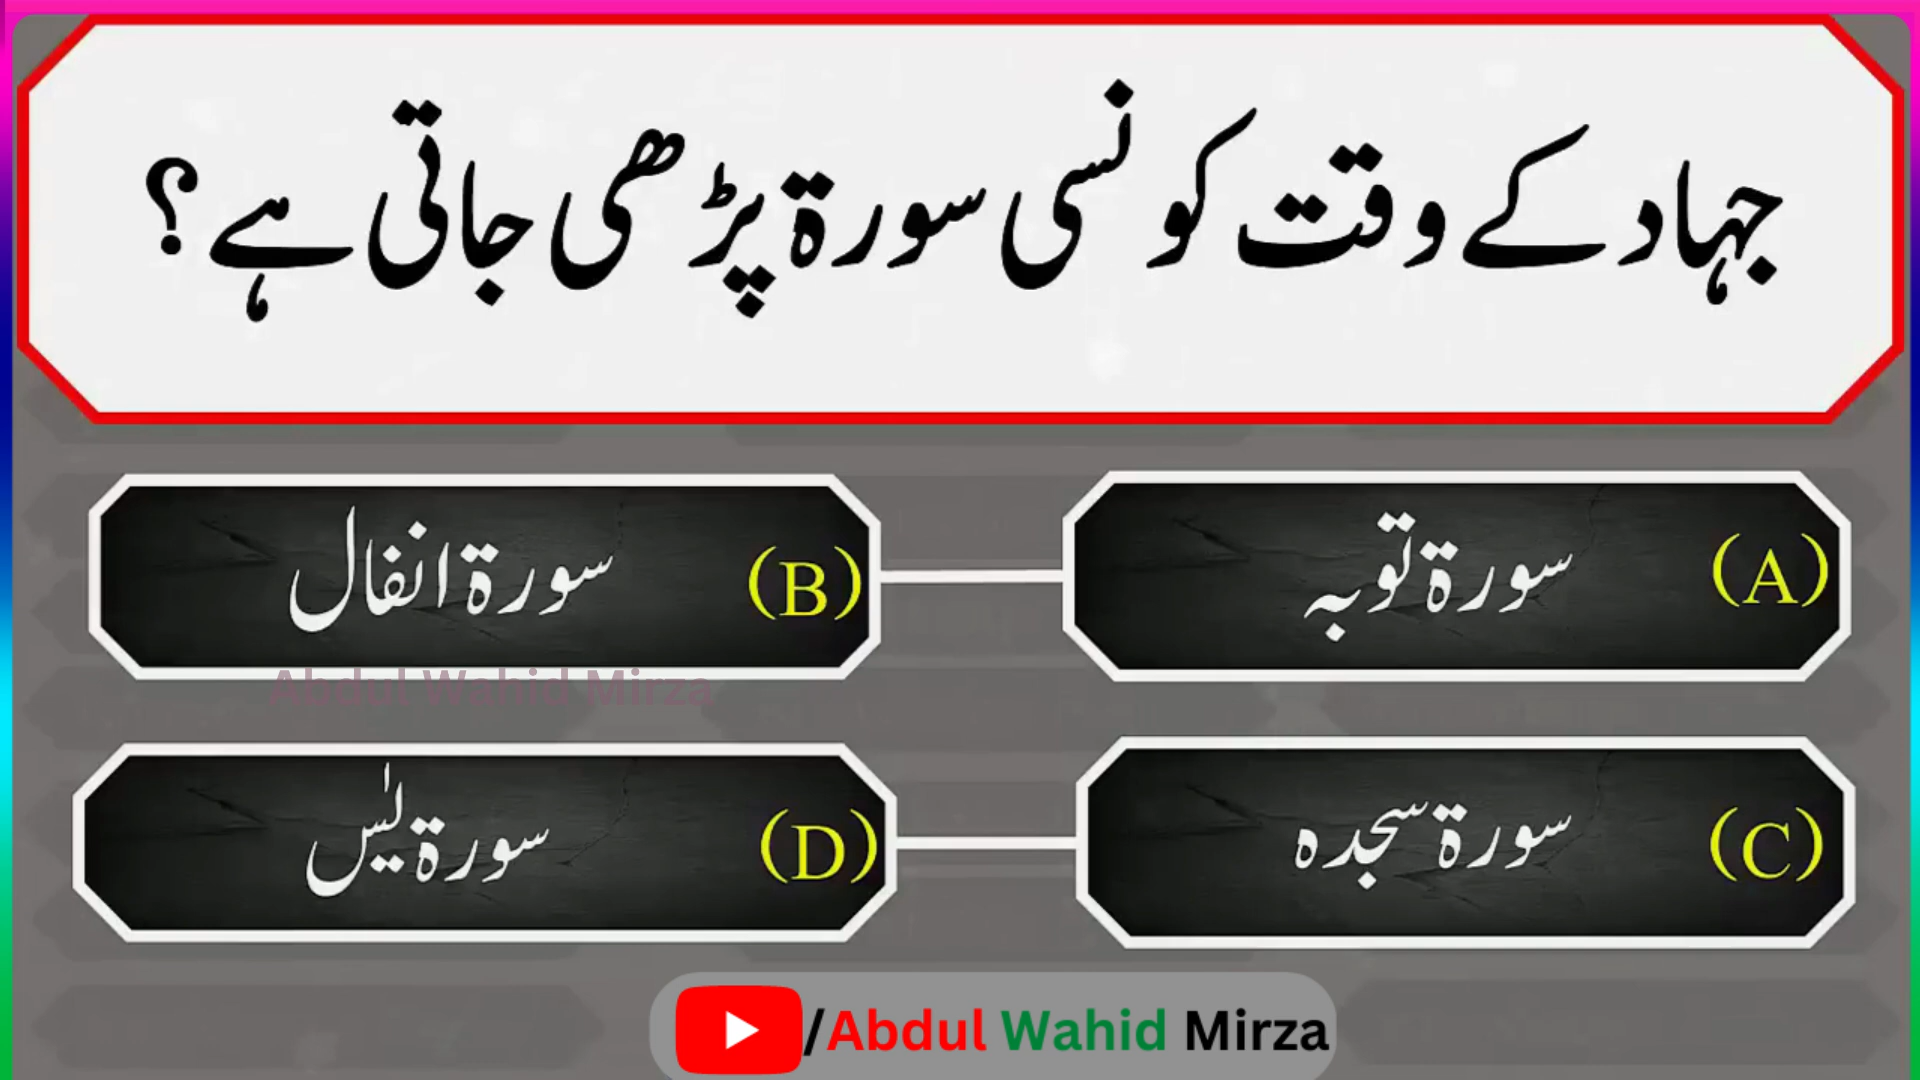 جہاد کے وقت کونسی سورۃ پڑھی جاتی ہے؟
(A) سورۃ توبہ
(B) سورۃ انفال
Abdul Wahid Mirza
(C) سورۃ سجدہ
(D) سورۃ یٰس
/Abdul Wahid Mirza